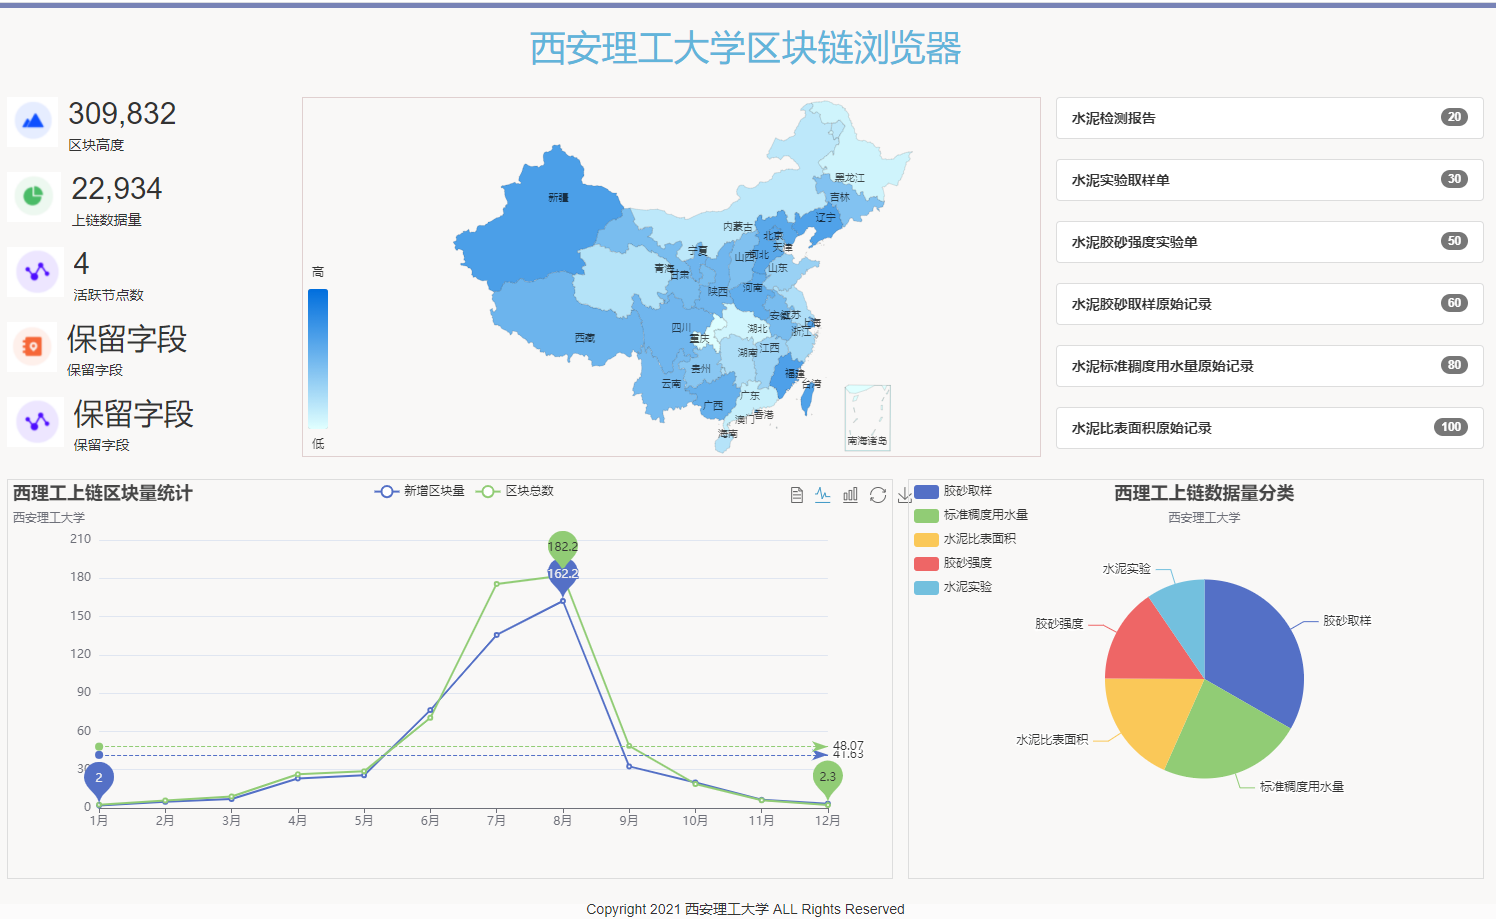 西安理工大学区块链浏览器
309,832
区块高度
22,934
上链数据量
4
活跃节点数
保留字段
保留字段
保留字段
保留字段
高
低
黑龙江
吉林
新疆
辽宁
内蒙古
北京
天津
宁夏
山西
河北
青海
甘肃
山东
陕西
河南
安徽
江苏
上海
四川
湖北
浙江
西藏
重庆
湖南
江西
贵州
福建
云南
台湾
广东
广西
香港
澳门
海南
南海诸岛
水泥检测报告 20
水泥实验取样单 30
水泥胶砂强度实验单 50
水泥胶砂取样原始记录 60
水泥标准稠度用水量原始记录 80
水泥比表面积原始记录 100
西理工上链区块量统计
西安理工大学
新增区块量 区块总数
210
180
150
120
90
60
30
0
182.2
162.2
48.07
41.63
2
2.3
1月 2月 3月 4月 5月 6月 7月 8月 9月 10月 11月 12月
西理工上链数据量分类
西安理工大学
胶砂取样
标准稠度用水量
水泥比表面积
胶砂强度
水泥实验
水泥实验
胶砂取样
胶砂强度
水泥比表面积
标准稠度用水量
Copyright 2021 西安理工大学 ALL Rights Reserved